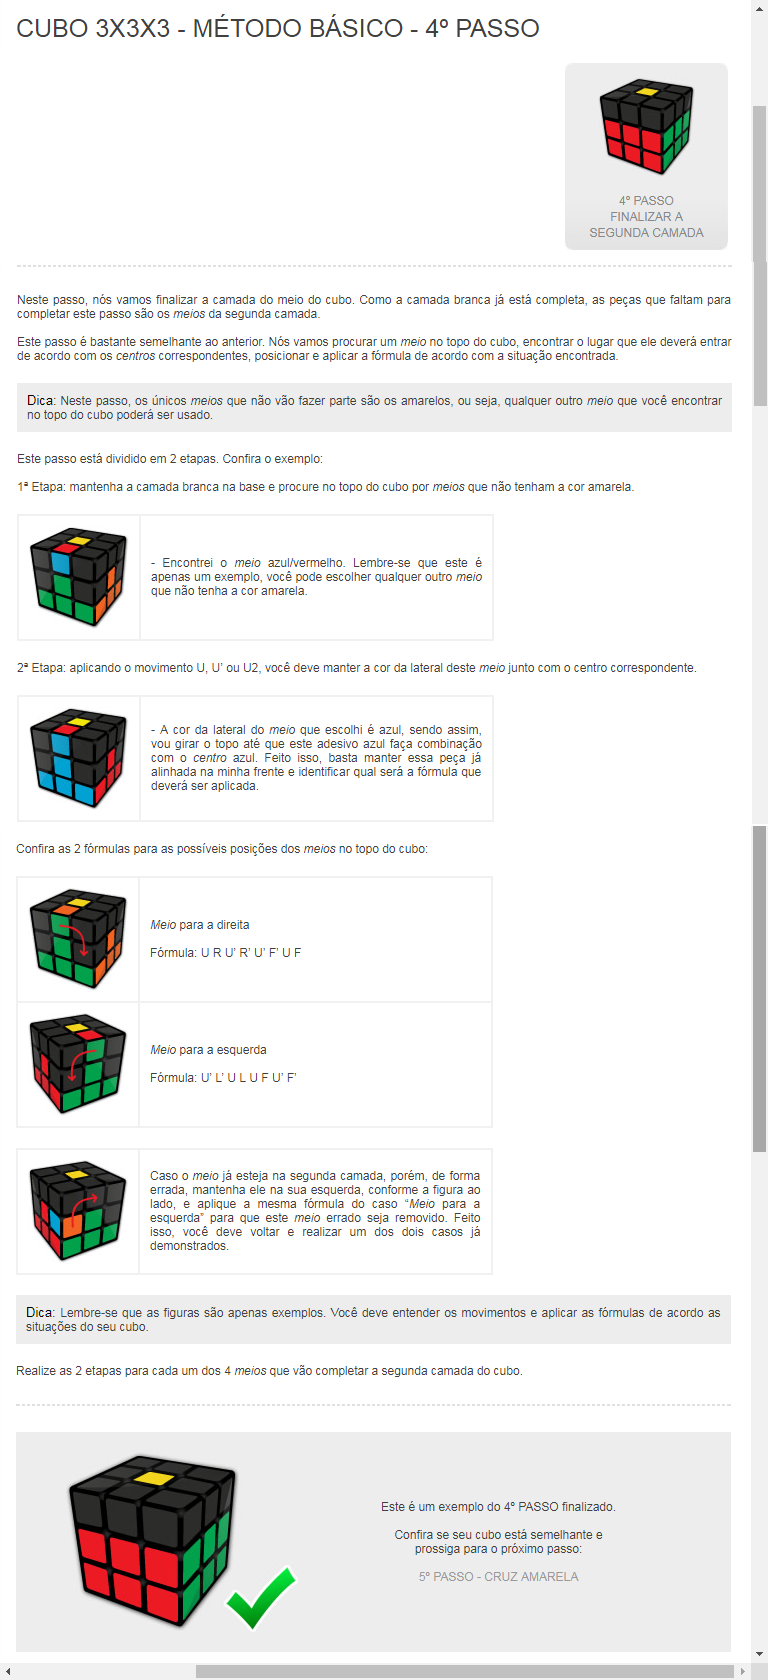 CUBO 3X3X3 - MÉTODO BÁSICO - 4º PASSO
4º PASSO
FINALIZAR A
SEGUNDA CAMADA
Neste passo, nós vamos finalizar a camada do meio do cubo. Como a camada branca já está completa, as peças que faltam para
completar este passo são os meios da segunda camada.
Este passo é bastante semelhante ao anterior. Nós vamos procurar um meio no topo do cubo, encontrar o lugar que ele deverá entrar
de acordo com os centros correspondentes, posicionar e aplicar a fórmula de acordo com a situação encontrada.
Dica: Neste passo, os únicos meios que não vão fazer parte são os amarelos, ou seja, qualquer outro meio que você encontrar
no topo do cubo poderá ser usado.
Este passo está dividido em 2 etapas. Confira o exemplo:
1ª Etapa: mantenha a camada branca na base e procure no topo do cubo por meios que não tenham a cor amarela.
- Encontrei o meio azul/vermelho. Lembre-se que este é
apenas um exemplo, você pode escolher qualquer outro meio
que não tenha a cor amarela.
2ª Etapa: aplicando o movimento U, U’ ou U2, você deve manter a cor da lateral deste meio junto com o centro correspondente.
- A cor da lateral do meio que escolhi é azul, sendo assim,
vou girar o topo até que este adesivo azul faça combinação
com o centro azul. Feito isso, basta manter essa peça já
alinhada na minha frente e identificar qual será a fórmula que
deverá ser aplicada.
Confira as 2 fórmulas para as possíveis posições dos meios no topo do cubo:
Meio para a direita
Fórmula: U R U’ R’ U’ F’ U F
Meio para a esquerda
Fórmula: U’ L’ U L U F U’ F’
Caso o meio já esteja na segunda camada, porém, de forma
errada, mantenha ele na sua esquerda, conforme a figura ao
lado, e aplique a mesma fórmula do caso “Meio para a
esquerda” para que este meio errado seja removido. Feito
isso, você deve voltar e realizar um dos dois casos já
demonstrados.
Dica: Lembre-se que as figuras são apenas exemplos. Você deve entender os movimentos e aplicar as fórmulas de acordo as
situações do seu cubo.
Realize as 2 etapas para cada um dos 4 meios que vão completar a segunda camada do cubo.
Este é um exemplo do 4º PASSO finalizado.
Confira se seu cubo está semelhante e
prossiga para o próximo passo:
5º PASSO - CRUZ AMARELA